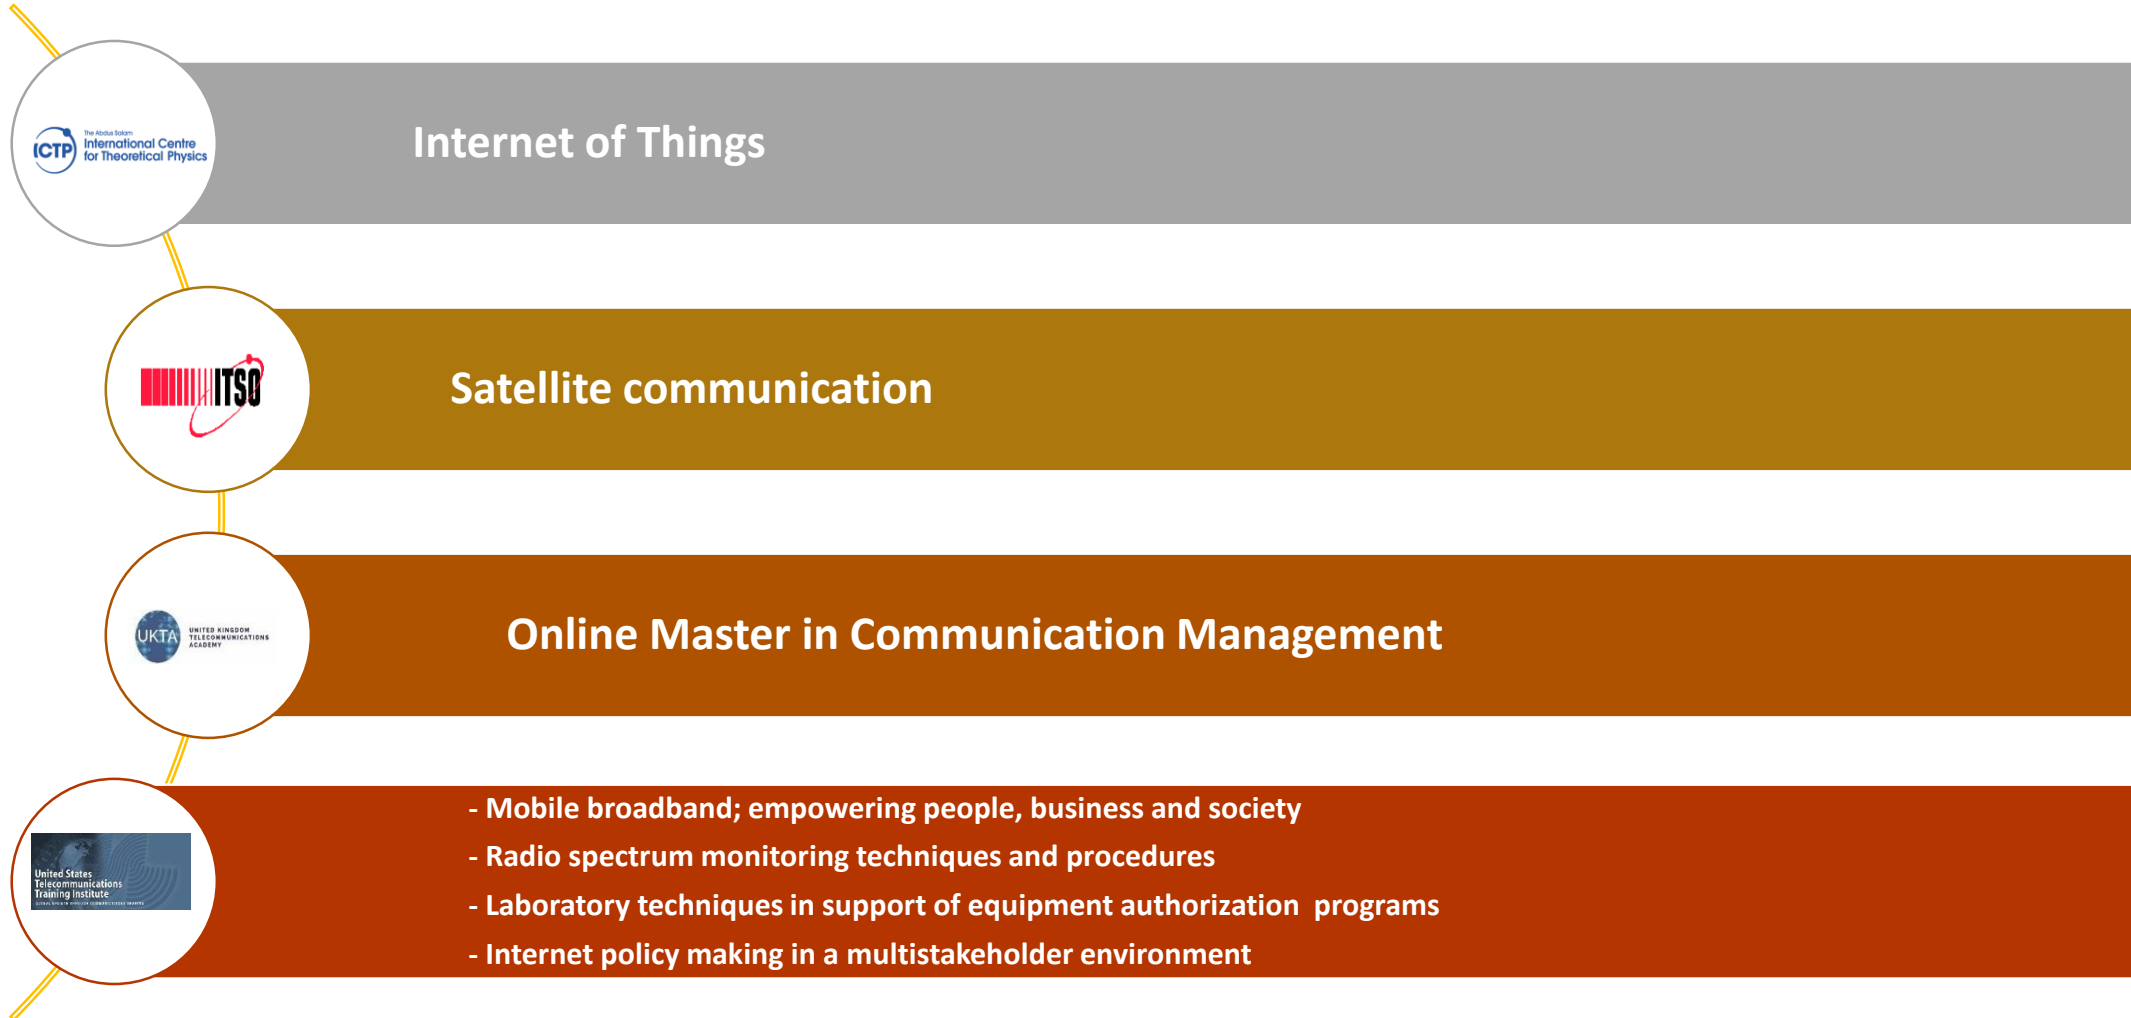 The Abdus Salam
ICTP
International Centre
for Theoretical Physics
Internet of Things
ITSO
Satellite communication
UKTA
UNITED KINGDOM
TELECOMMUNICATIONS
ACADEMY
Online Master in Communication Management
United States
Telecommunications
Training Institute
- Mobile broadband; empowering people, business and society
- Radio spectrum monitoring techniques and procedures
- Laboratory techniques in support of equipment authorization  programs
- Internet policy making in a multistakeholder environment